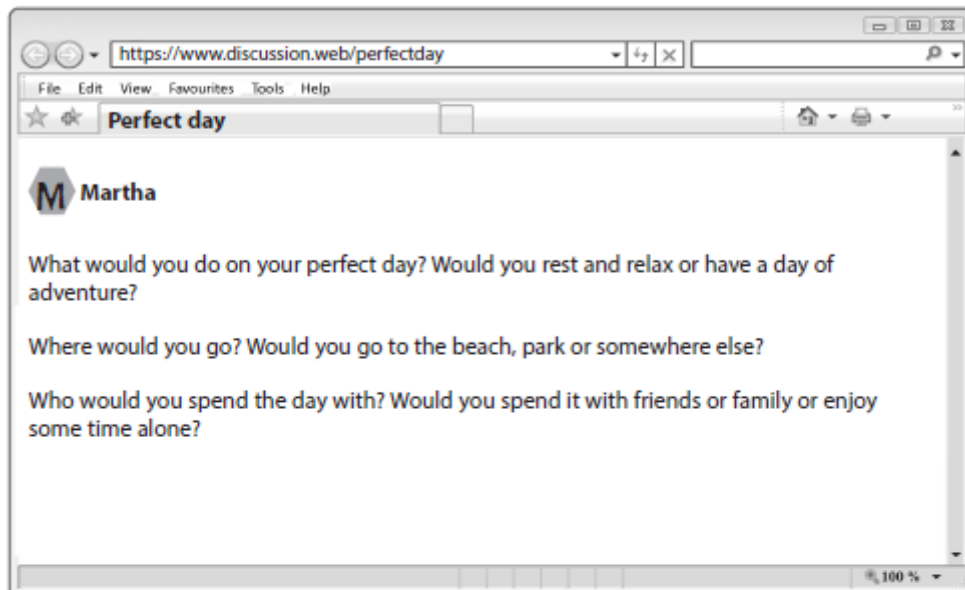 https://www.discussion.web/perfectday
File Edit View Favourites Tools Help
Perfect day
M Martha
What would you do on your perfect day? Would you rest and relax or have a day of
adventure?
Where would you go? Would you go to the beach, park or somewhere else?
Who would you spend the day with? Would you spend it with friends or family or enjoy
some time alone?
100 %